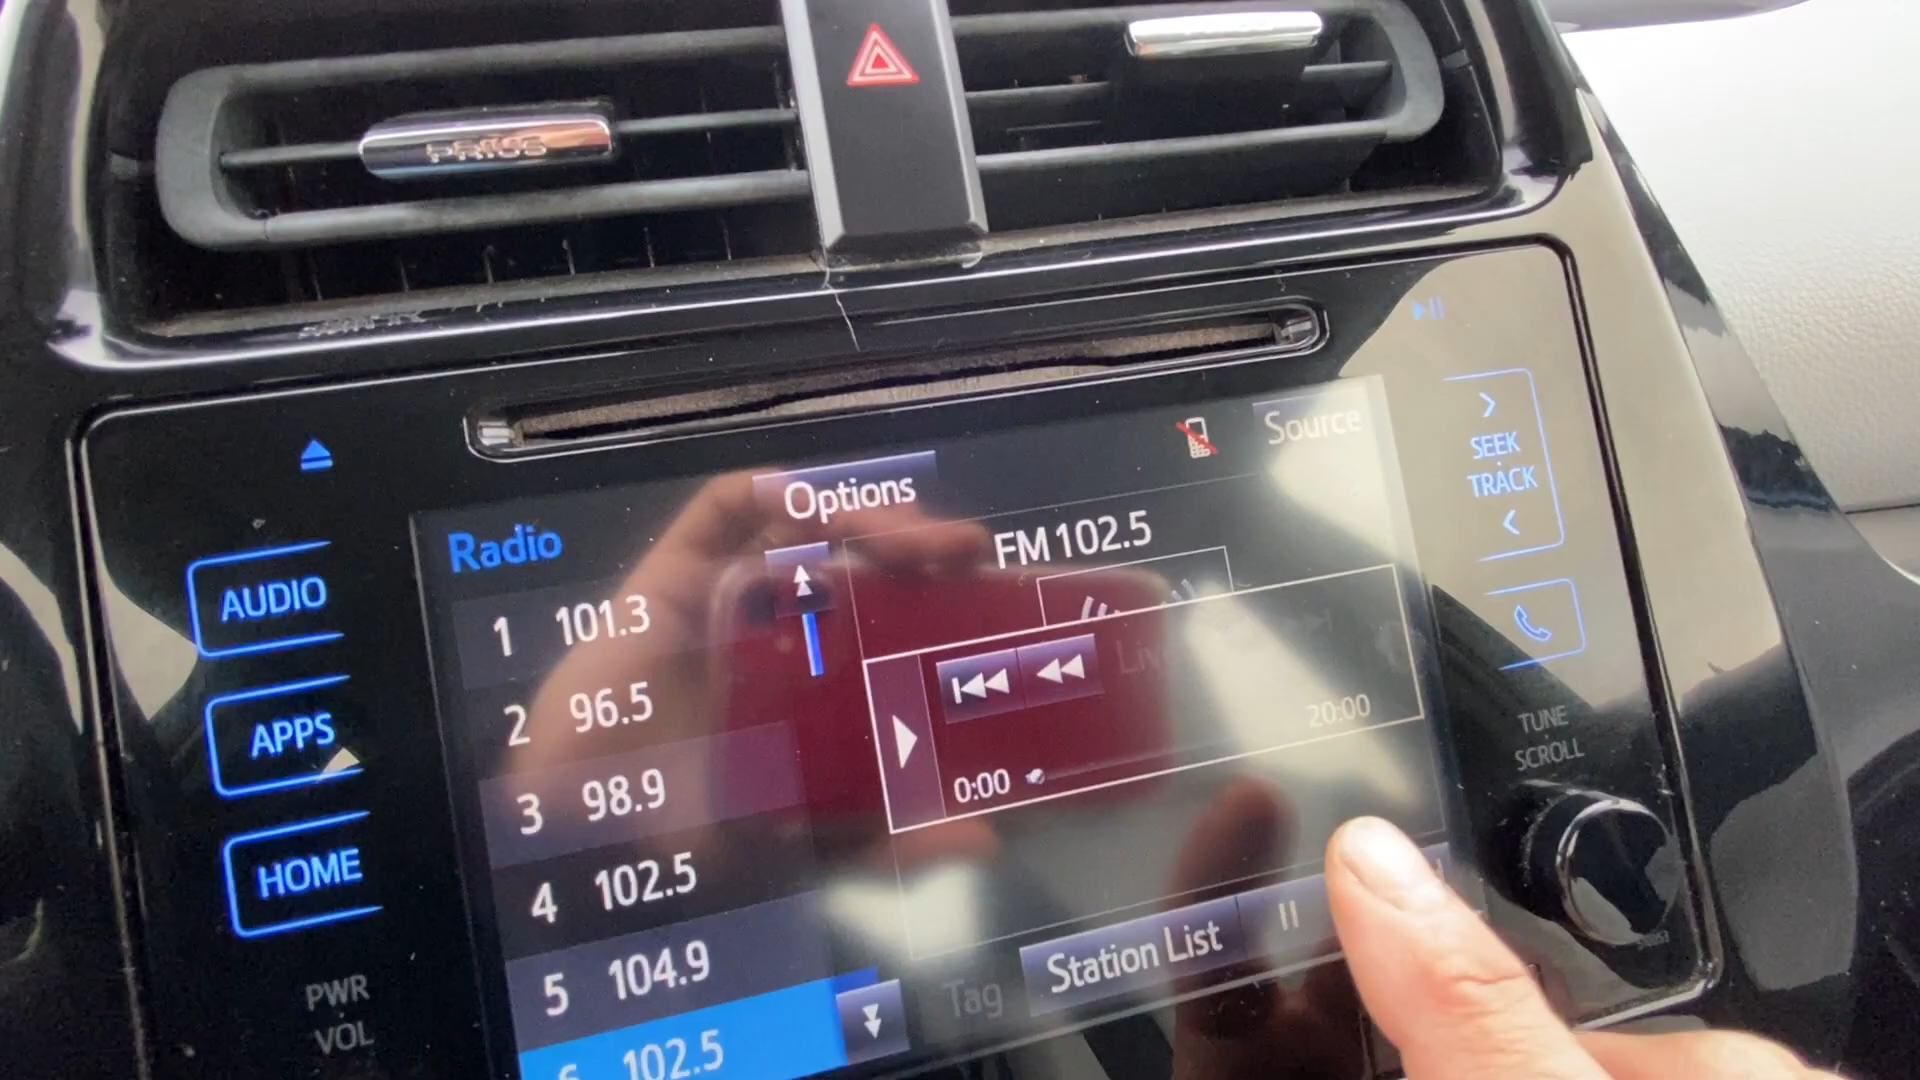 PRIUS
Options
Source
Radio
FM 102.5
SEEK
TRACK
AUDIO
1 101.3
2 96.5
Live
20:00
APPS
3 98.9
0:00
TUNE
SCROLL
HOME
4 102.5
5 104.9
Station List
Tag
PWR
VOL
6 102.5